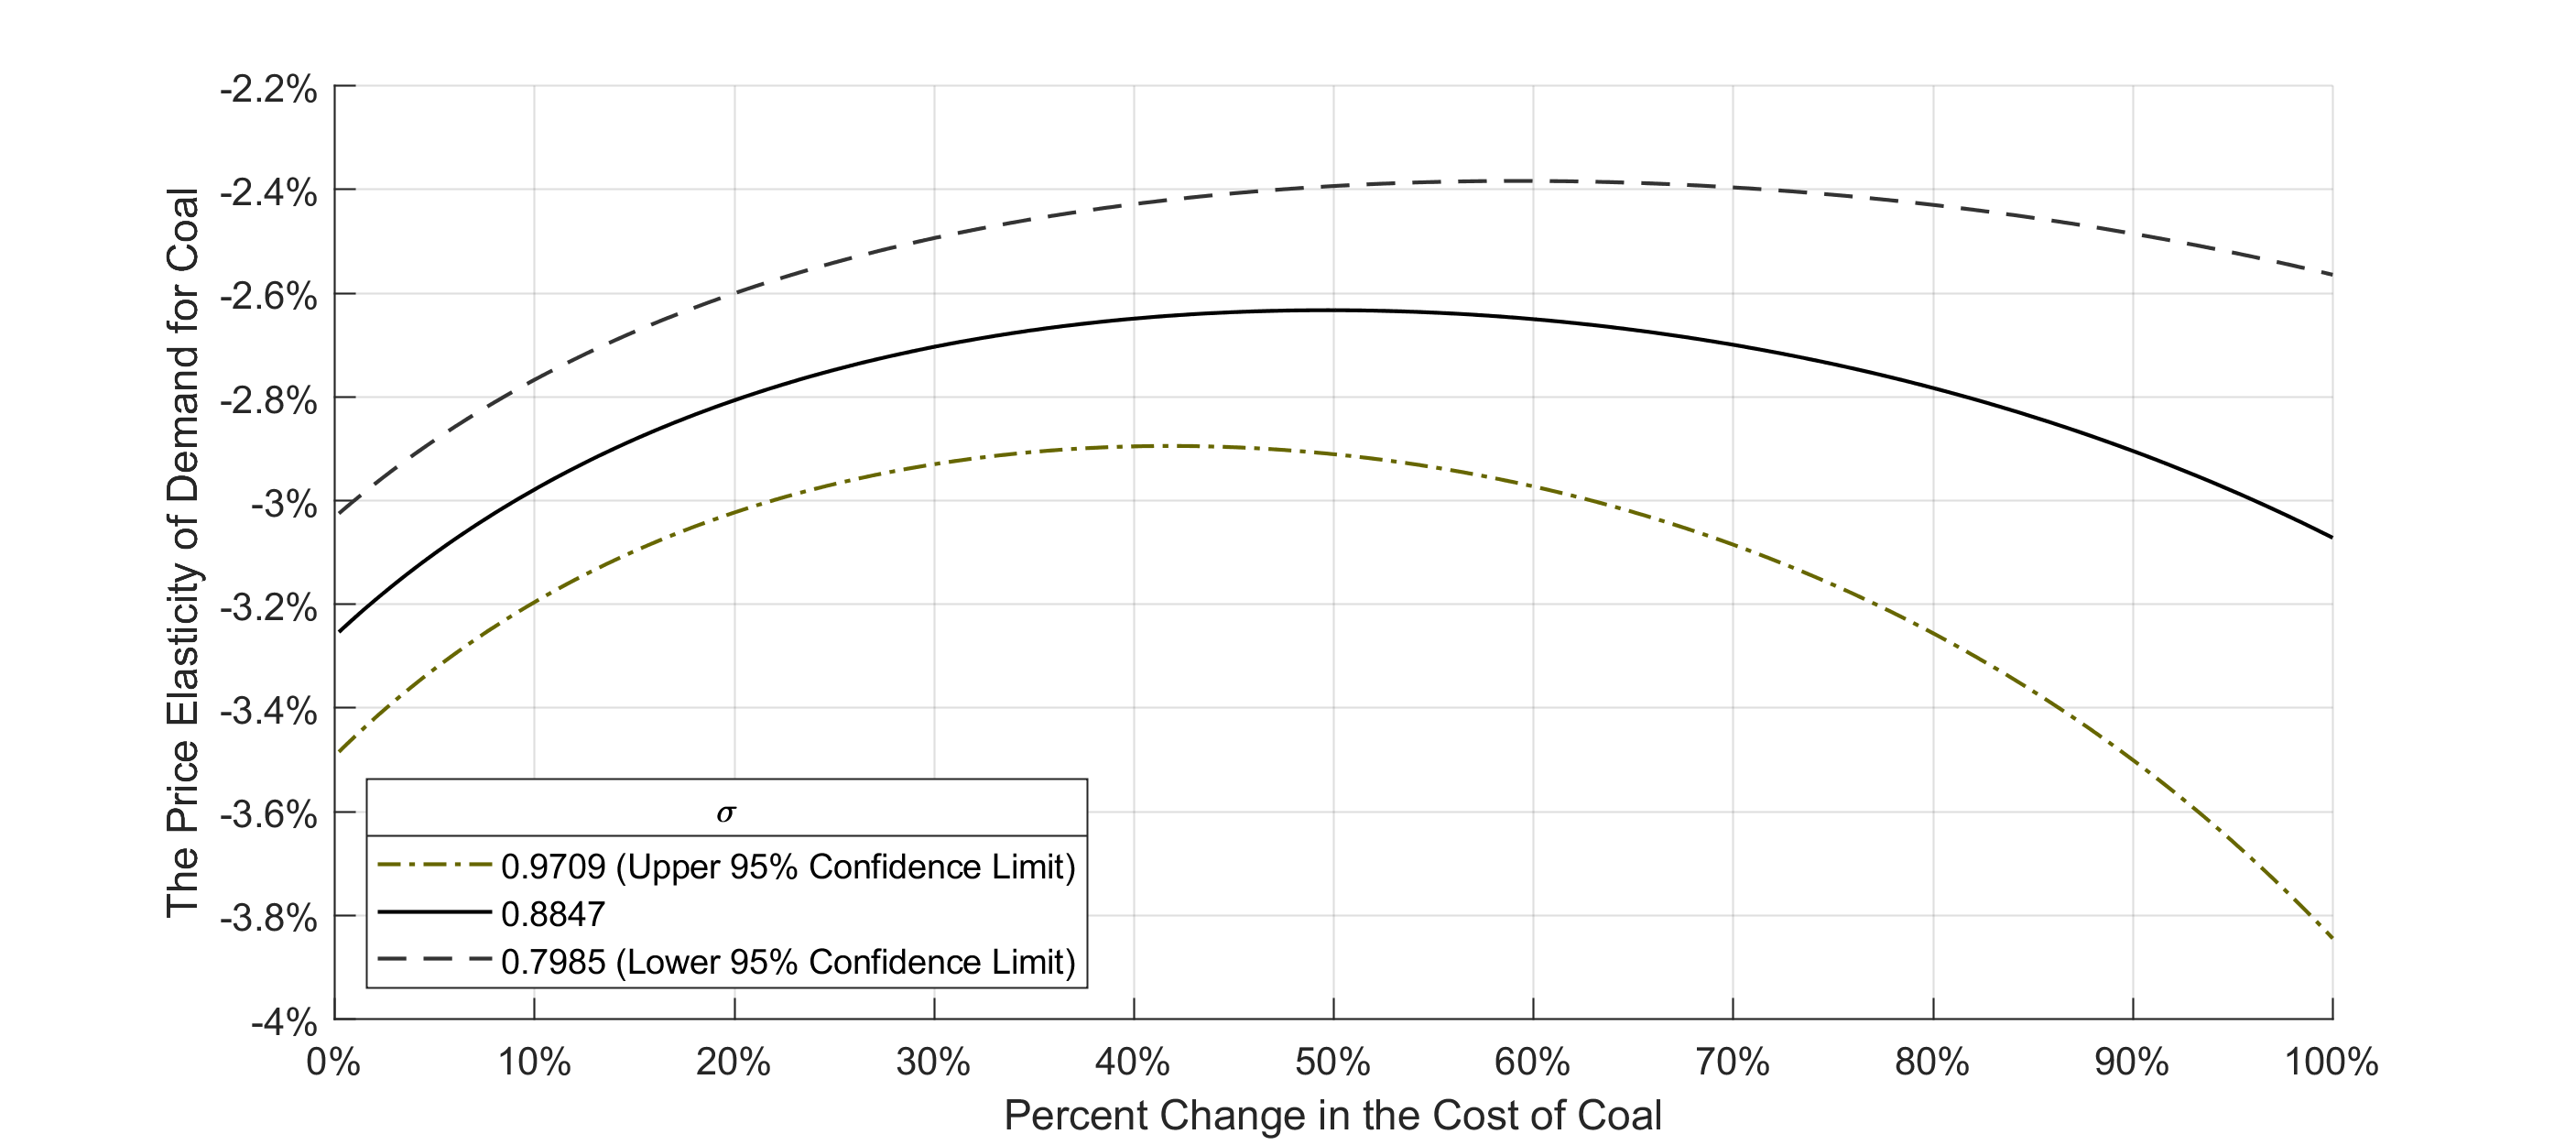 The Price Elasticity of Demand for Coal
-2.2%
-2.4%
-2.6%
-2.8%
-3%
-3.2%
-3.4%
-3.6%
-3.8%
-4%
σ
0.9709 (Upper 95% Confidence Limit)
0.8847
0.7985 (Lower 95% Confidence Limit)
0% 10% 20% 30% 40% 50% 60% 70% 80% 90% 100%
Percent Change in the Cost of Coal